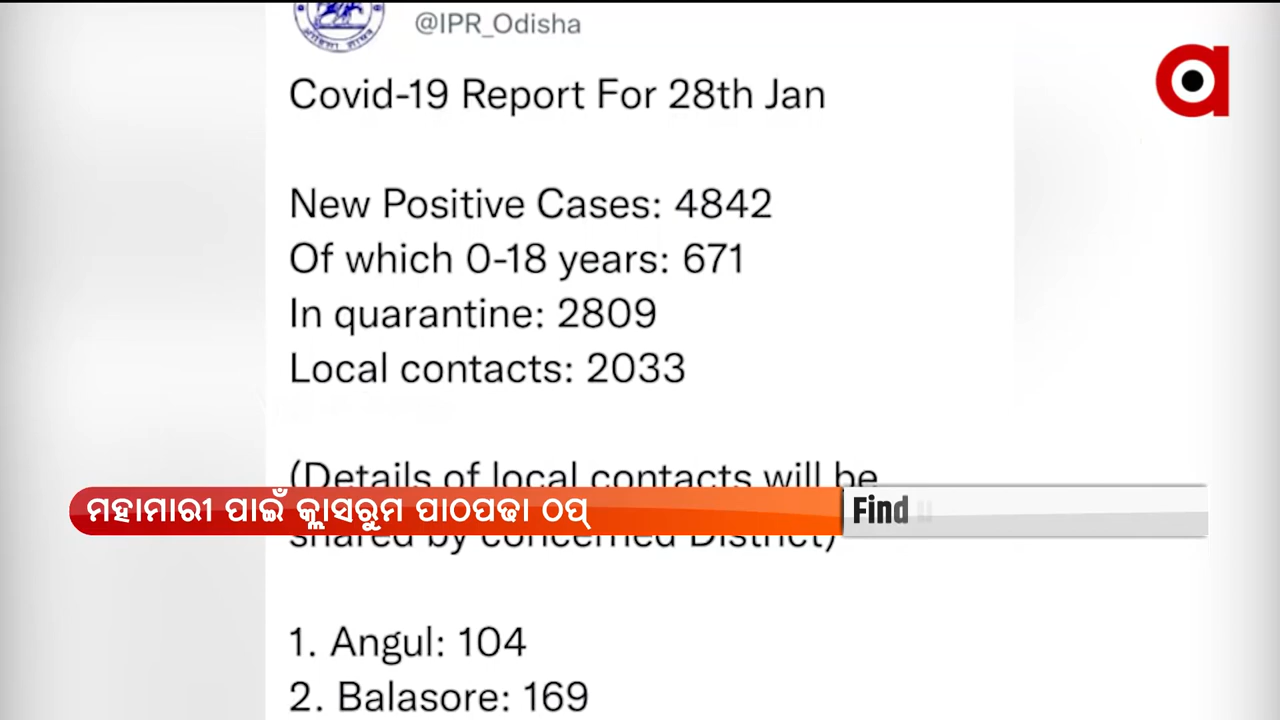 @IPR_Odisha
Covid-19 Report For 28th Jan
New Positive Cases: 4842
Of which 0-18 years: 671
In quarantine: 2809
Local contacts: 2033
(Details of local contacts will be
ମହାମାରୀ ପାଇଁ କ୍ଲାସରୁମ ପାଠପଢା ଠପ୍
Find
shared by concerned District)
1. Angul: 104
2. Balasore: 169